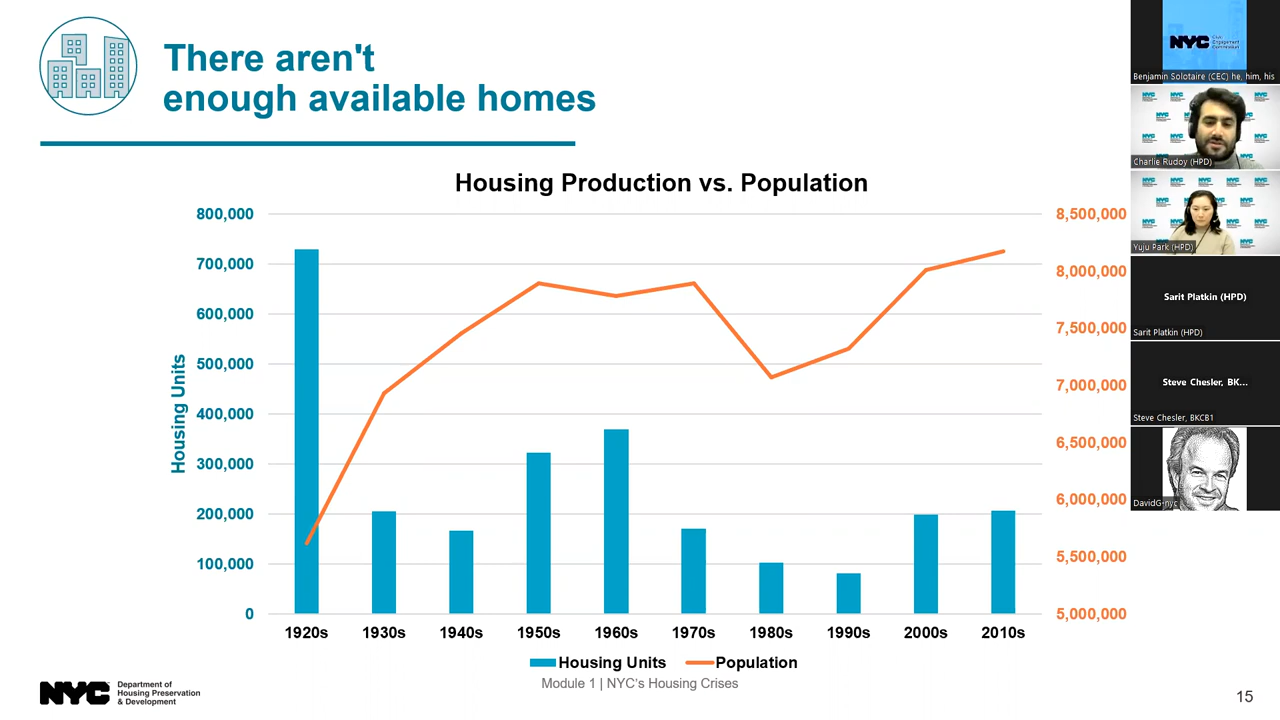 There aren't
enough available homes
Housing Production vs. Population
800,000
700,000
600,000
500,000
400,000
300,000
200,000
100,000
0
Housing Units
8,500,000
8,000,000
7,500,000
7,000,000
6,500,000
6,000,000
5,500,000
5,000,000
1920s 1930s 1940s 1950s 1960s 1970s 1980s 1990s 2000s 2010s
Housing Units Population
Module 1 | NYC's Housing Crises
NYC
Department of
Housing Preservation
& Development
15
NYC
Civic
Engagement
Commission
Benjamin Solotaire (CEC) he, him, his
Charlie Rudoy (HPD)
Yuju Park (HPD)
Sarit Platkin (HPD)
Sarit Platkin (HPD)
Steve Chesler, BK...
Steve Chesler, BKCB1
DavidG-nyc